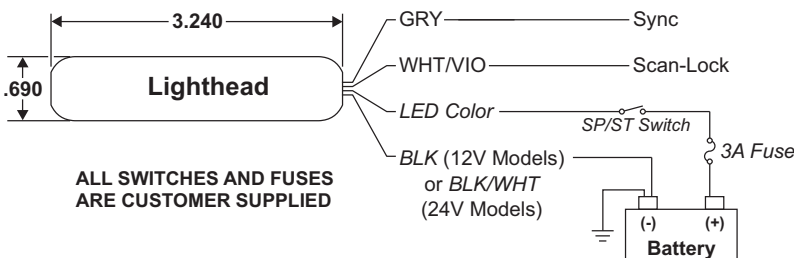 3.240
.690
Lighthead
GRY
Sync
WHT/VIO
Scan-Lock
LED Color
SP/ST Switch
3A Fuse
BLK (12V Models)
or BLK/WHT
(24V Models)
ALL SWITCHES AND FUSES
ARE CUSTOMER SUPPLIED
(-)
(+)
Battery